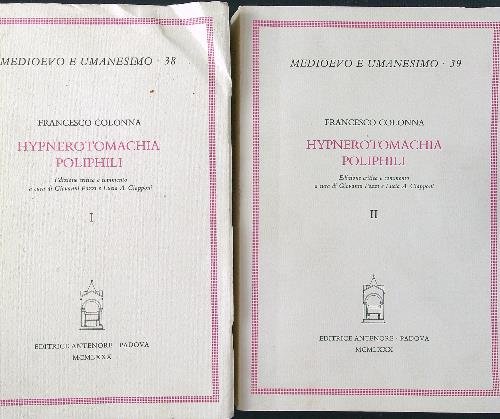 MEDIOEVO E UMANESIMO · 38
FRANCESCO COLONNA
HYPNEROTOMACHIA
POLIPHILI
Edizione critica e commento
a cura di Giovanni Pozzi e Lucia A. Ciapponi
I
EDITRICE ANTENORE · PADOVA
MCMLXXX
MEDIOEVO E UMANESIMO · 39
FRANCESCO COLONNA
HYPNEROTOMACHIA
POLIPHILI
Edizione critica e commento
a cura di Giovanni Pozzi e Lucia A. Ciapponi
II
EDITRICE ANTENORE · PADOVA
MCMLXXX